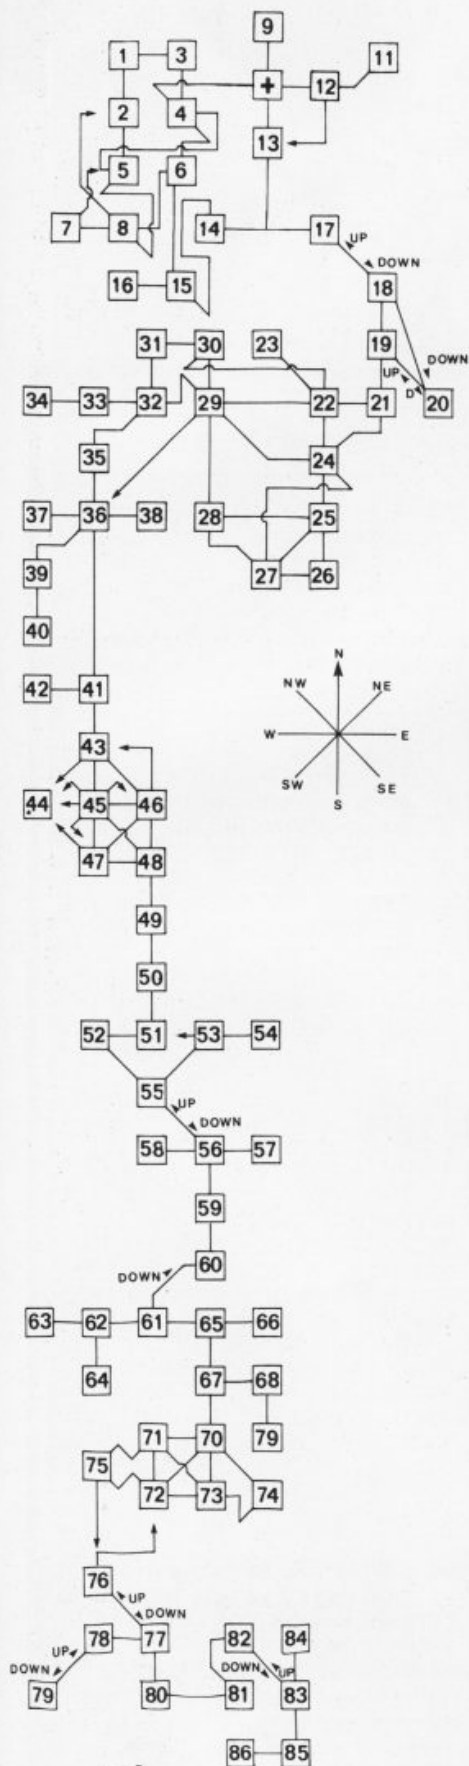 9
1 3
11
+ 12
2 4
13
5 6
7 8 14 17
UP
DOWN
18
16 15
31 30 23 19
DOWN
UP
D
34 33 32 29 22 21 20
35 24
37 36 38 28 25
39 27 26
40
N
NW NE
42 41
W E
43
SW SE
S
44 45 46
47 48
49
50
52 51 53 54
55
UP
DOWN
58 56 57
59
60
DOWN
63 62 61 65 66
64 67 68
71 70 79
75
72 73 74
76
UP
DOWN
78 77 82 84
UP
DOWN
DOWN
UP
79 80 81 83
86 85